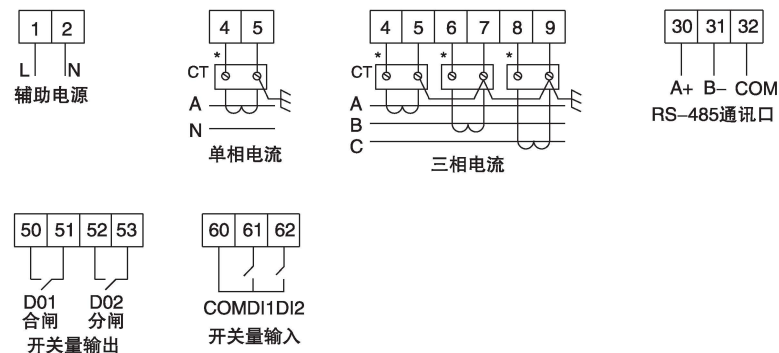 1 2
L N
辅助电源
4 5
*
CT
A
N
单相电流
4 5 6 7 8 9
* * *
CT
A
B
C
三相电流
30 31 32
A+ B- COM
RS-485通讯口
50 51 52 53
D01 D02
合闸 分闸
开关量输出
60 61 62
COMDI1DI2
开关量输入